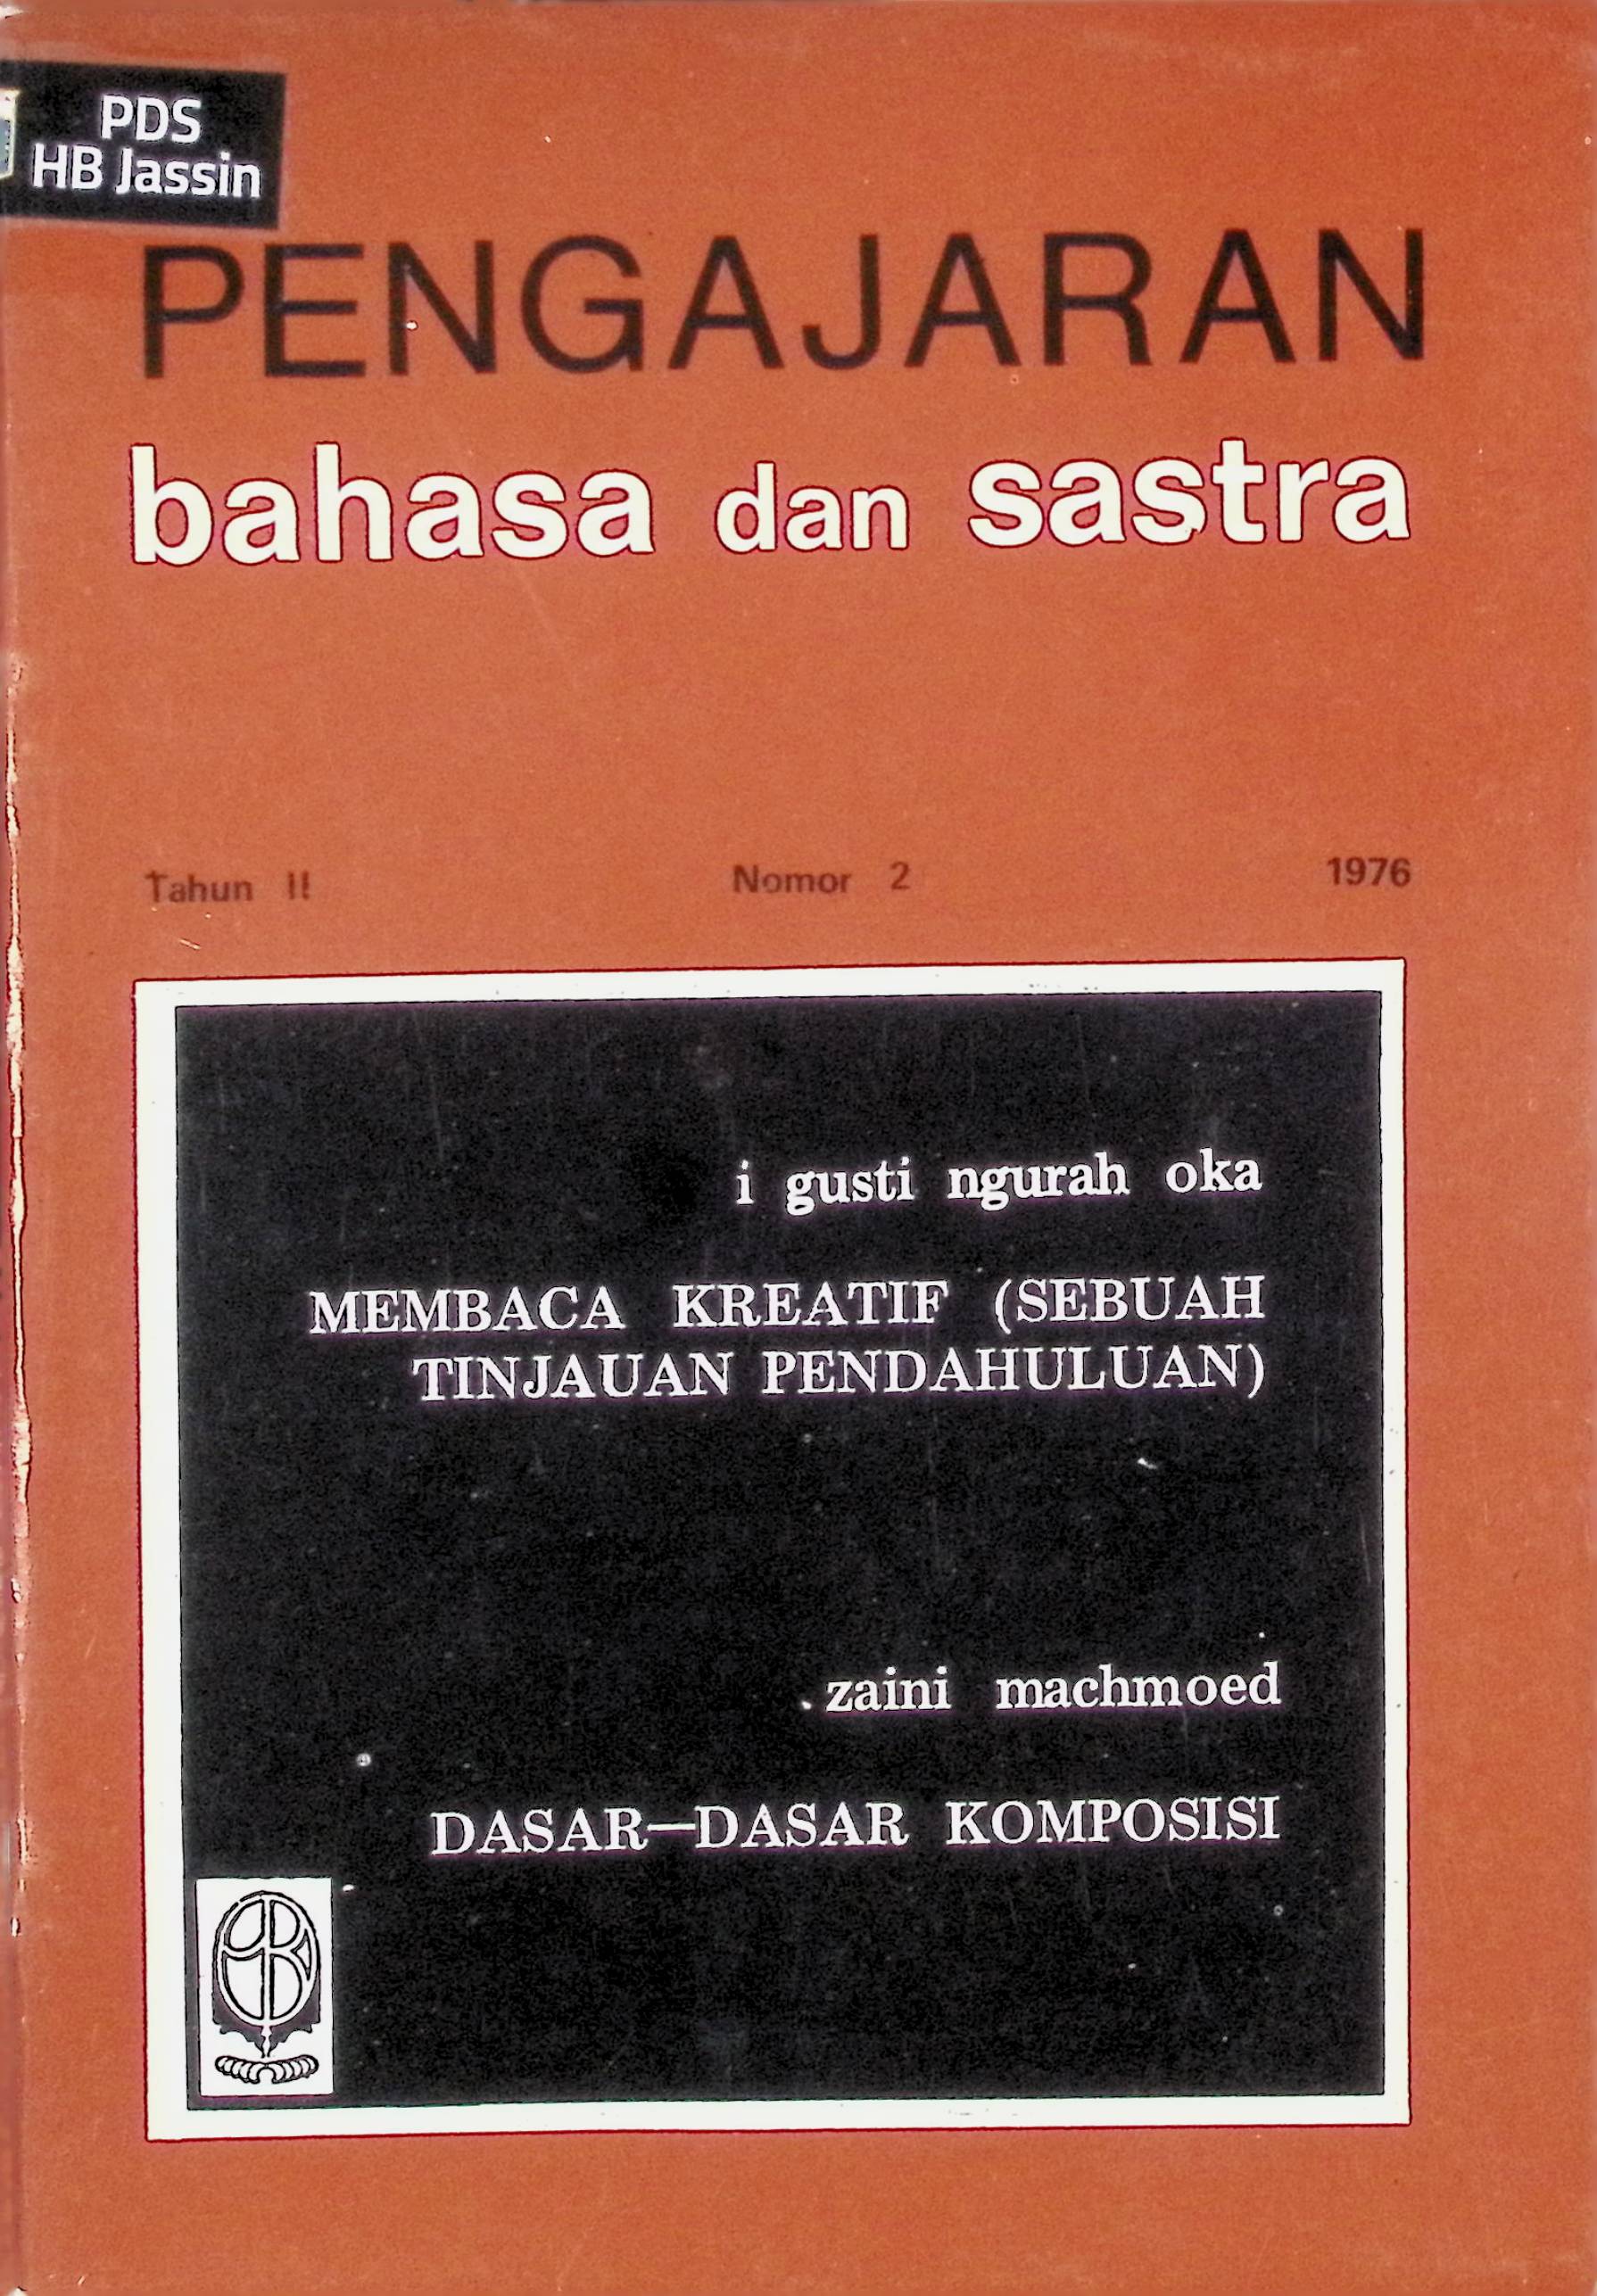 PDS
HB Jassin
PENGAJARAN
bahasa dan sastra
Tahun II Nomor 2 1976
i gusti ngurah oka
MEMBACA KREATIF (SEBUAH
TINJAUAN PENDAHULUAN)
zaini machmoed
DASAR—DASAR KOMPOSISI